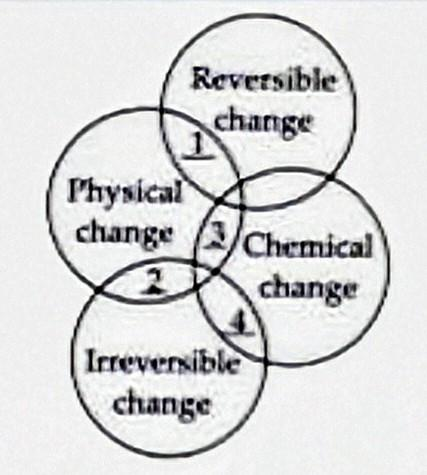 Reversible
change
1
Physical
change
3
Chemical
change
2
4
Irreversible
change